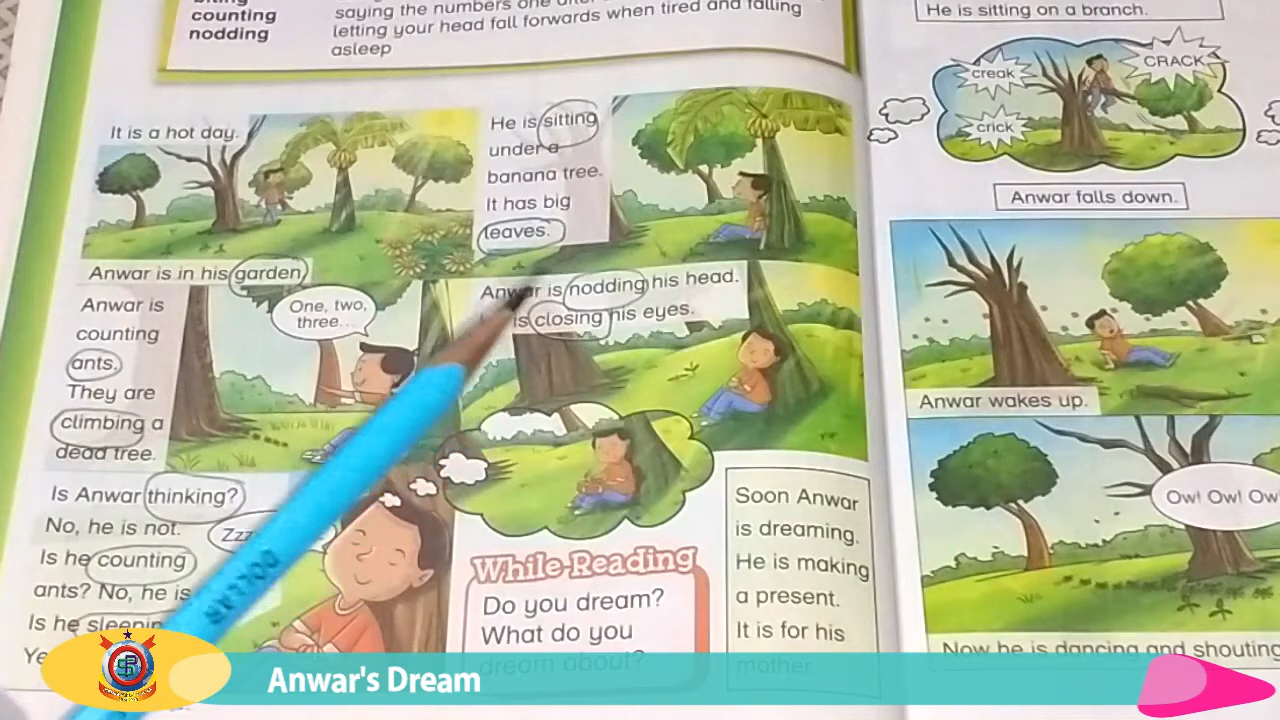 counting
nodding
saying the numbers one
letting your head fall forwards when tired and falling
asleep
It is a hot day.
Anwar is in his garden.
He is sitting
under a
banana tree.
It has big
leaves.
Anwar is
counting
ants.
They are
climbing a
dead tree.
One, two,
three...
Anwar is nodding his head.
is closing his eyes.
Is Anwar thinking?
No, he is not.
Is he counting
ants? No, he is
Is he
Zzz
While-Reading
Do you dream?
What do you
dream about?
Soon Anwar
is dreaming.
He is making
a present.
It is for his
mother
He is sitting on a branch.
creak
CRACK
crick
Anwar falls down.
Anwar wakes up.
Ow! Ow! Ow
Now he is dancing and shouting
Anwar's Dream